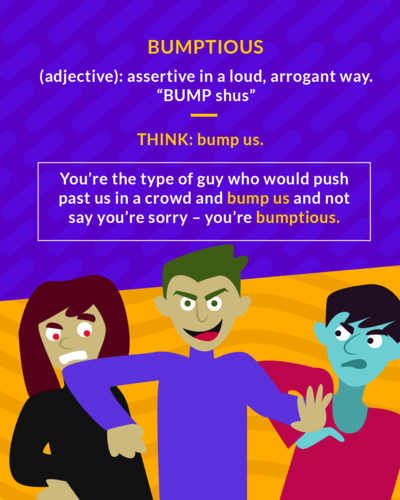 BUMPTIOUS
(adjective): assertive in a loud, arrogant way.
“BUMP shus”
THINK: bump us.
You’re the type of guy who would push
past us in a crowd and bump us and not
say you’re sorry – you’re bumptious.